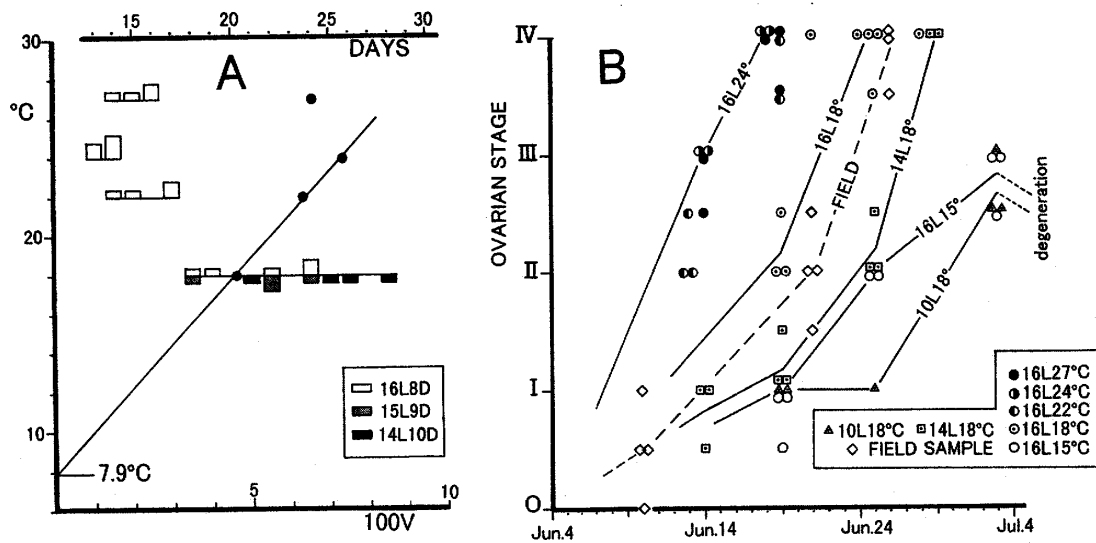 15 20 25 30
DAYS
A
30
°C
20
10
7.9°C
16L8D
15L9D
14L10D
5 10
100V
B
OVARIAN STAGE
IV
III
II
I
O
16L24°
16L18°
FIELD
14L18°
16L15°
10L18°
degeneration
16L27°C
16L24°C
16L22°C
10L18°C 14L18°C 16L18°C
FIELD SAMPLE 16L15°C
Jun.4 Jun.14 Jun.24 Jul.4